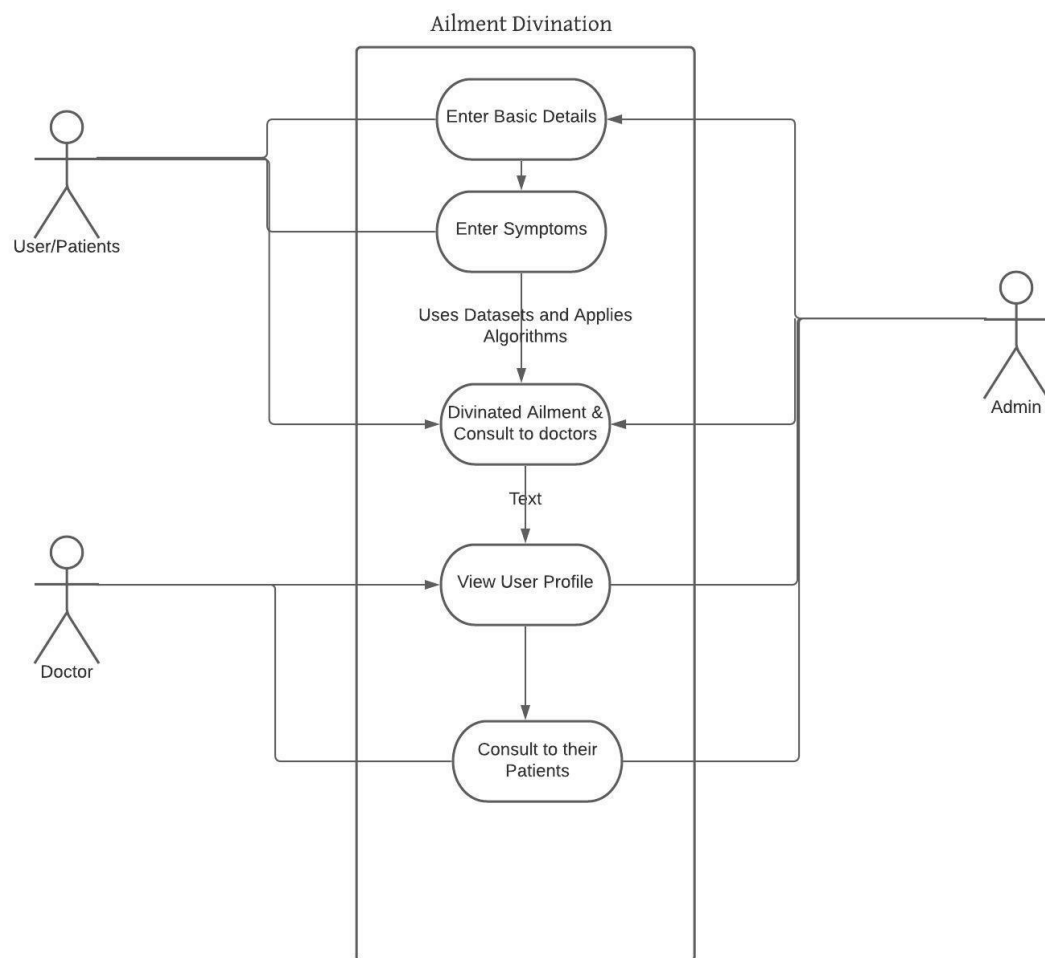 Ailment Divination
Enter Basic Details
User/Patients
Enter Symptoms
Uses Datasets and Applies
Algorithms
Divinated Ailment &
Consult to doctors
Admin
Text
View User Profile
Doctor
Consult to their
Patients